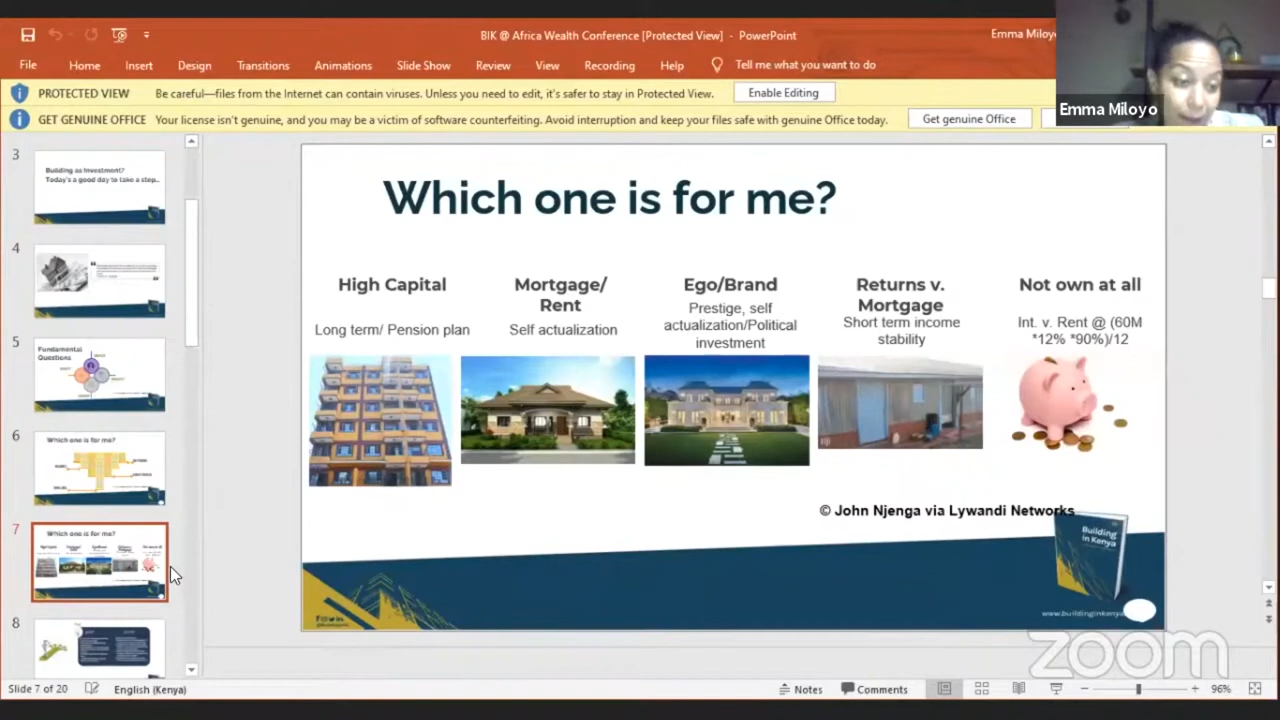 BIK @ Africa Wealth Conference [Protected View] - PowerPoint
Emma Miloyo
File Home Insert Design Transitions Animations Slide Show Review View Recording Help Tell me what you want to do
PROTECTED VIEW Be careful—files from the Internet can contain viruses. Unless you need to edit, it's safer to stay in Protected View. Enable Editing
Emma Miloyo
GET GENUINE OFFICE Your license isn't genuine, and you may be a victim of software counterfeiting. Avoid interruption and keep your files safe with genuine Office today. Get genuine Office
3
Building as Investment?
Today's a good day to take a step..
4
5
Fundamental
Questions
6
Which one is for me?
7
Which one is for me?
8
Which one is for me?
High Capital
Long term/ Pension plan
Mortgage/
Rent
Self actualization
Ego/Brand
Prestige, self
actualization/Political
investment
Returns v.
Mortgage
Short term income
stability
Not own at all
Int. v. Rent @ (60M
*12% *90%)/12
© John Njenga via Lywandi Networks
Building
in Kenya
www.buildinginkenya
zoom
Slide 7 of 20 English (Kenya) Notes Comments 96%